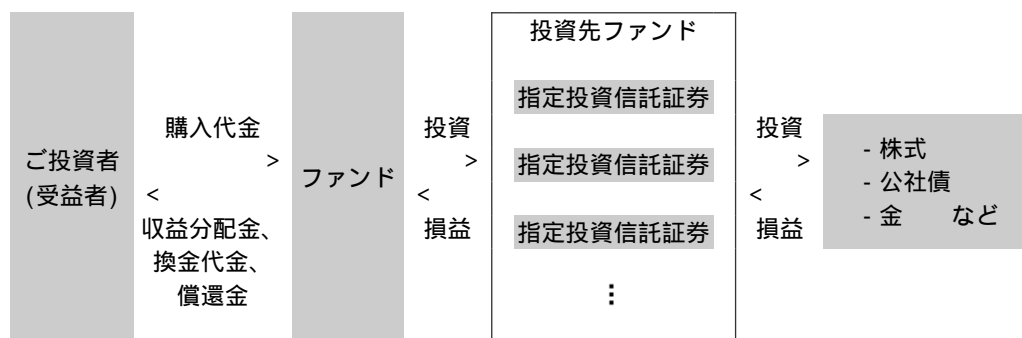 ご投資者
(受益者)
購入代金
>
<
収益分配金、
換金代金、
償還金
ファンド
投資
>
<
損益
投資先ファンド
指定投資信託証券
指定投資信託証券
指定投資信託証券
⋮
投資
>
<
損益
- 株式
- 公社債
- 金　　など